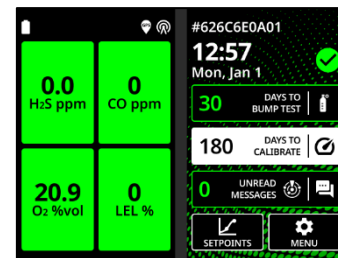 0.0
H2S ppm
0
CO ppm
20.9
O2 %vol
0
LEL %
#626C6E0A01
12:57
Mon, Jan 1
30
DAYS TO
BUMP TEST
180
DAYS TO
CALIBRATE
0
UNREAD
MESSAGES
SETPOINTS
MENU